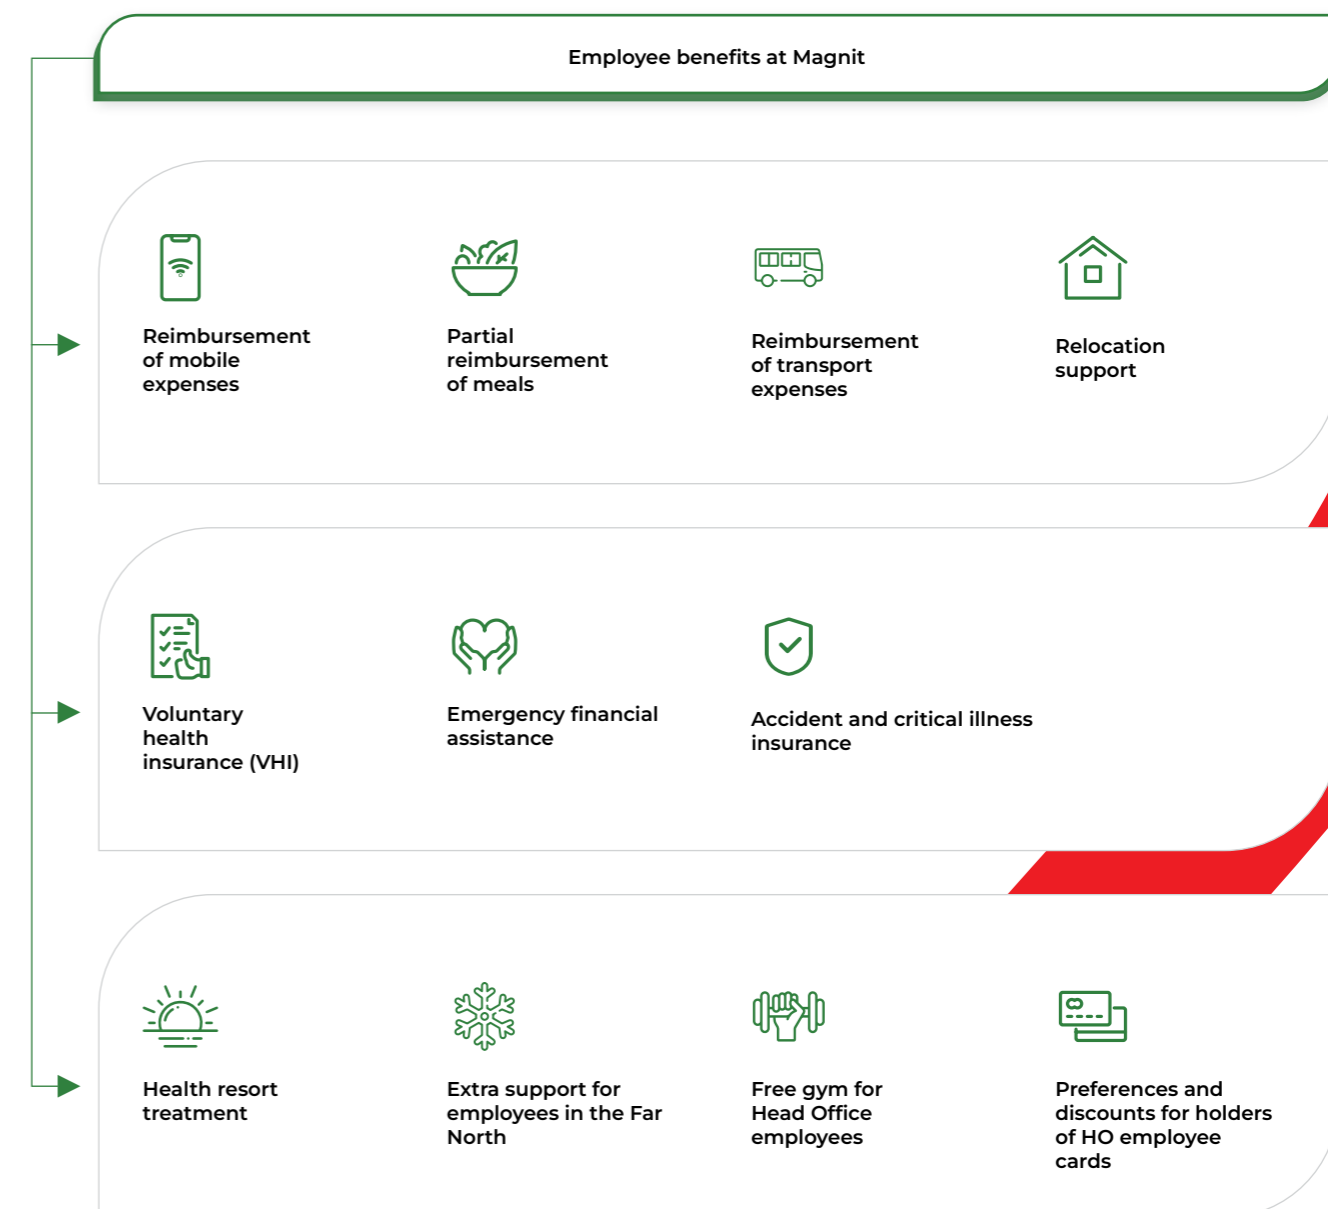 Employee benefits at Magnit
Reimbursement
of mobile
expenses
Partial
reimbursement
of meals
Reimbursement
of transport
expenses
Relocation
support
Voluntary
health
insurance (VHI)
Emergency financial
assistance
Accident and critical illness
insurance
Health resort
treatment
Extra support for
employees in the Far
North
Free gym for
Head Office
employees
Preferences and
discounts for holders
of HO employee
cards